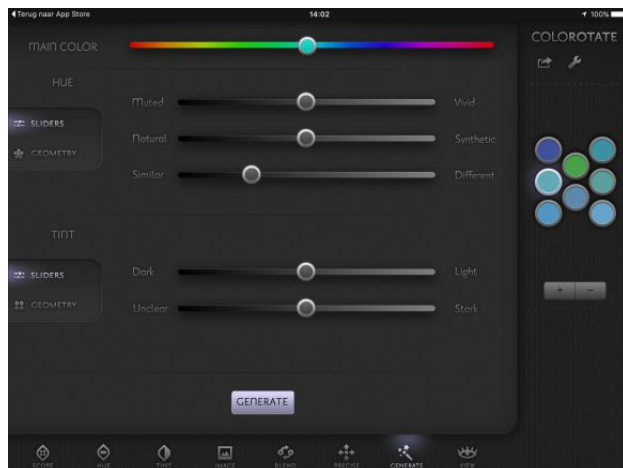 Terug naar App Store 14:02 100%
MAIN COLOR
COLOROTATE
HUE
Muted Vivid
SLIDERS
Natural Synthetic
GEOMETRY
Similar Different
TINT
Dark Light
SLIDERS
GEOMETRY
Unclear Stark
+ -
GENERATE
SCOPE HUE TINT IMAGE BLEND PRECISE GENERATE VIEW